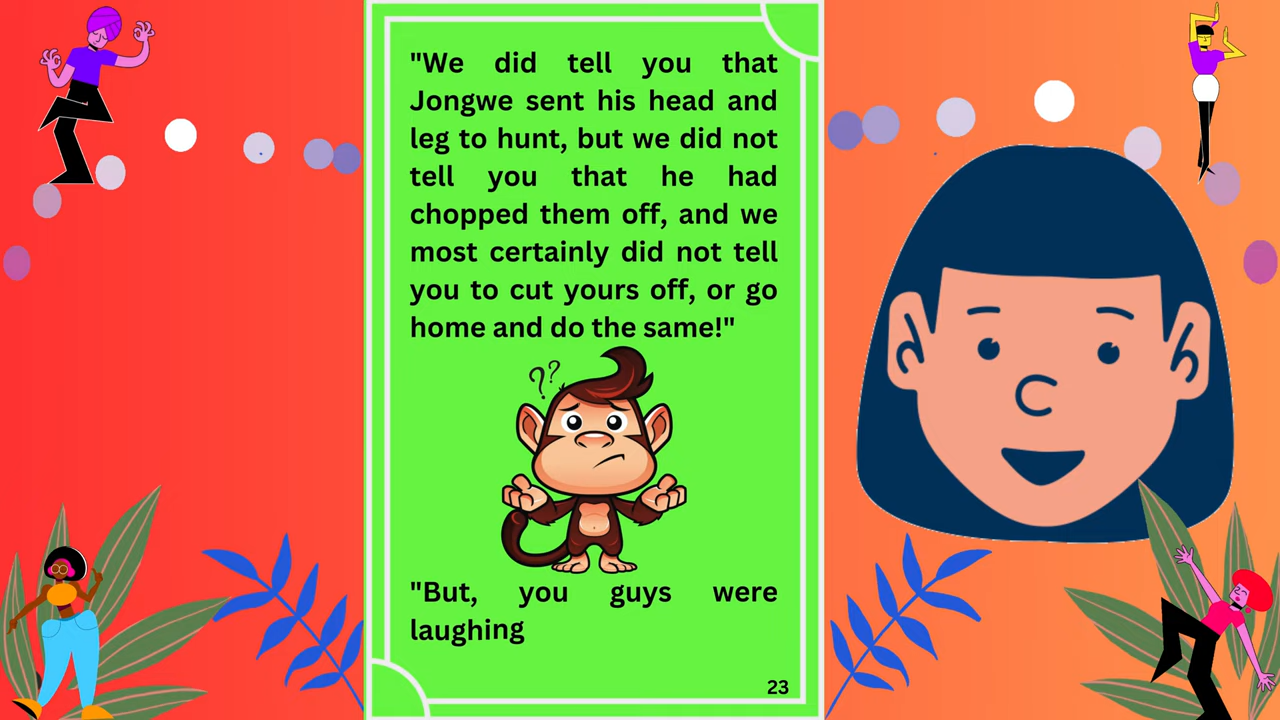 "We did tell you that
Jongwe sent his head and
leg to hunt, but we did not
tell you that he had
chopped them off, and we
most certainly did not tell
you to cut yours off, or go
home and do the same!"
??
"But, you guys were
laughing
23